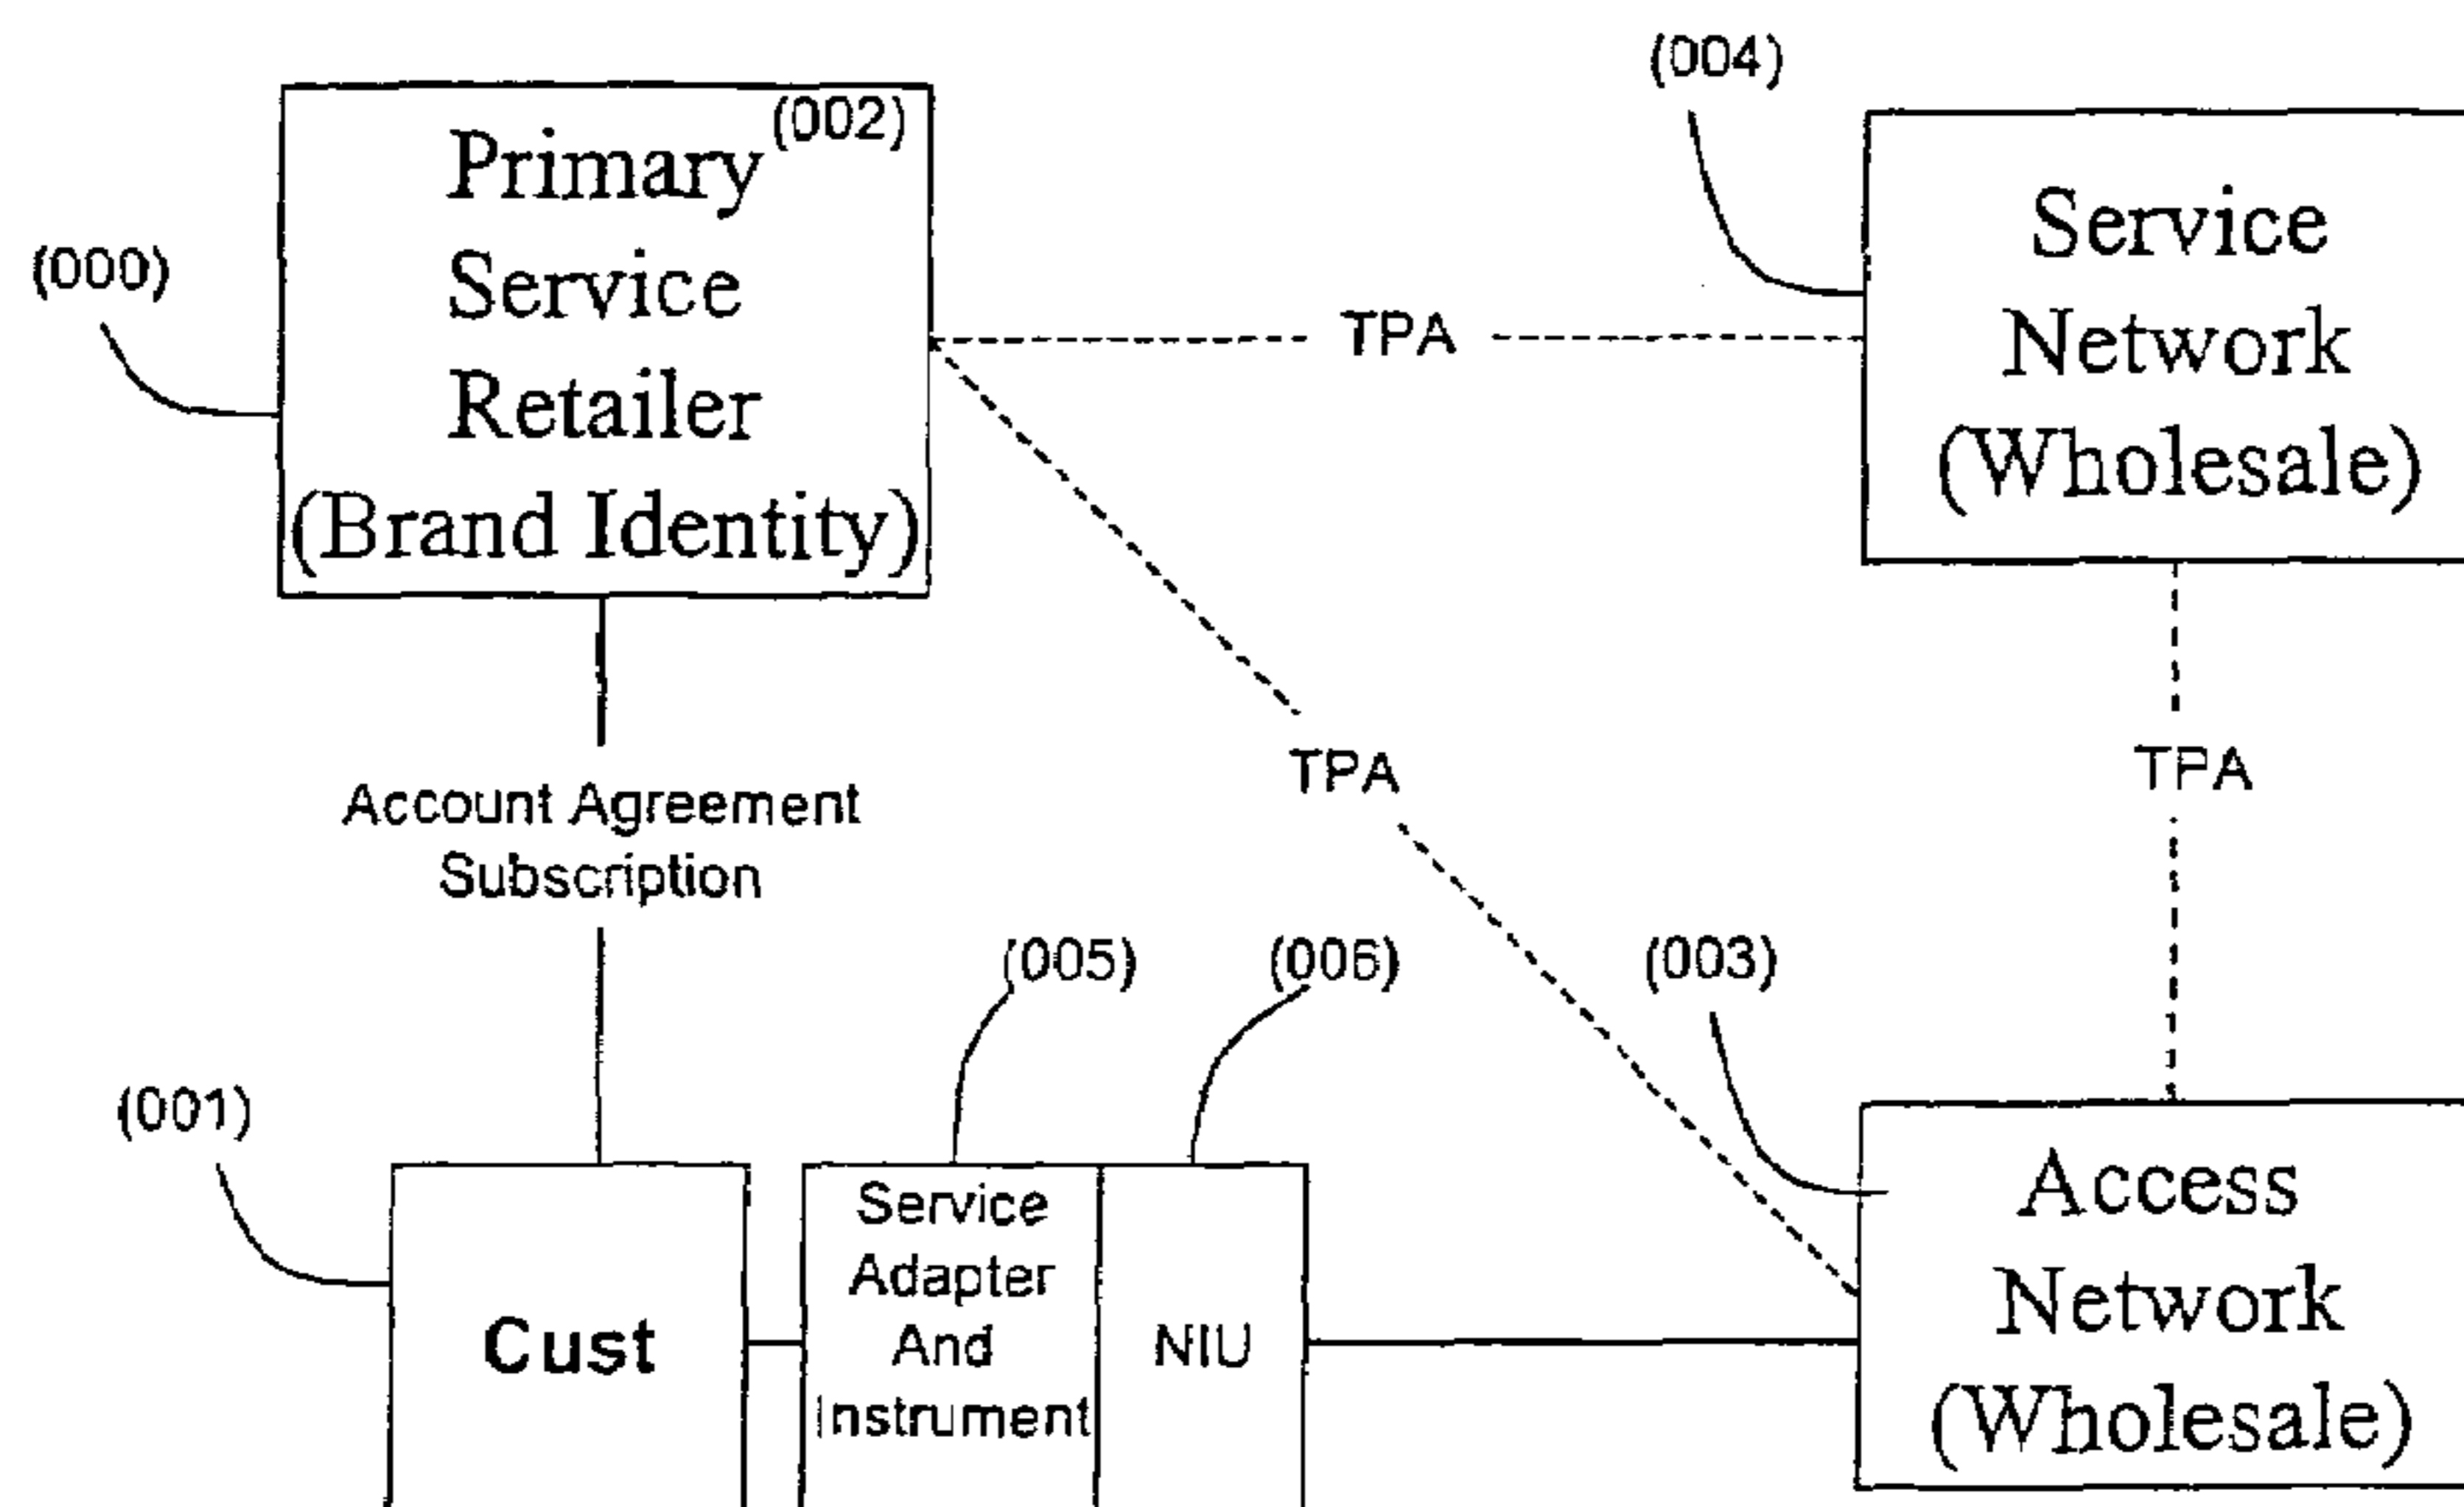 (004)
(002)
Primary
Service
Retailer
(Brand Identity)
(000)
Service
Network
(Wholesale)
TPA
TPA
TPA
Account Agreement
Subscription
(005)
(006)
(003)
(001)
Cust
Service
Adapter
And
Instrument
NIU
Access
Network
(Wholesale)